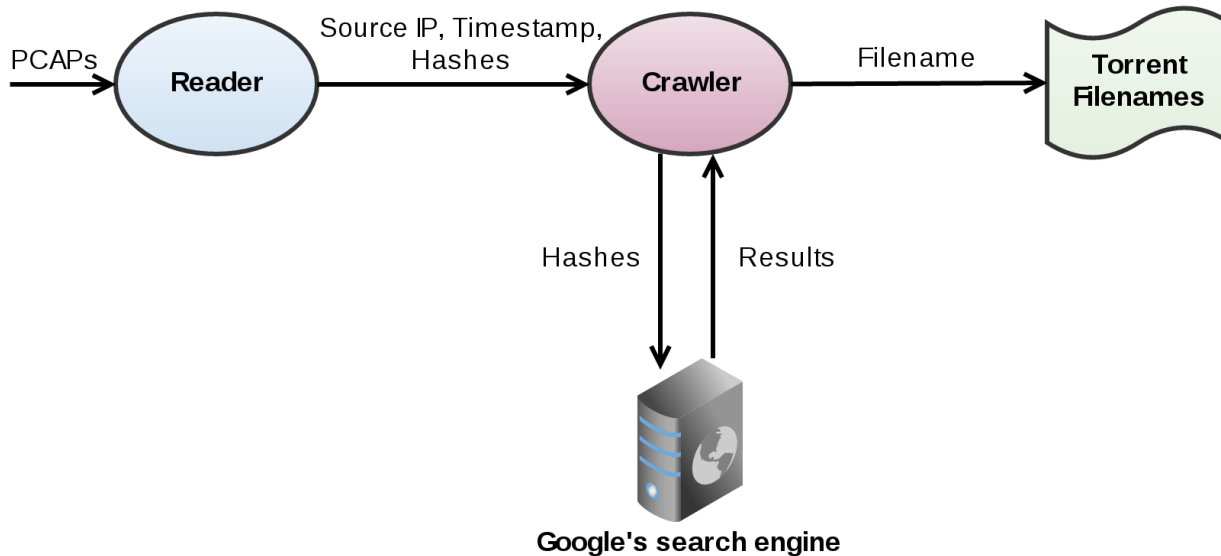 PCAPs
Reader
Source IP, Timestamp,
Hashes
Crawler
Filename
Torrent
Filenames
Hashes
Results
Google's search engine